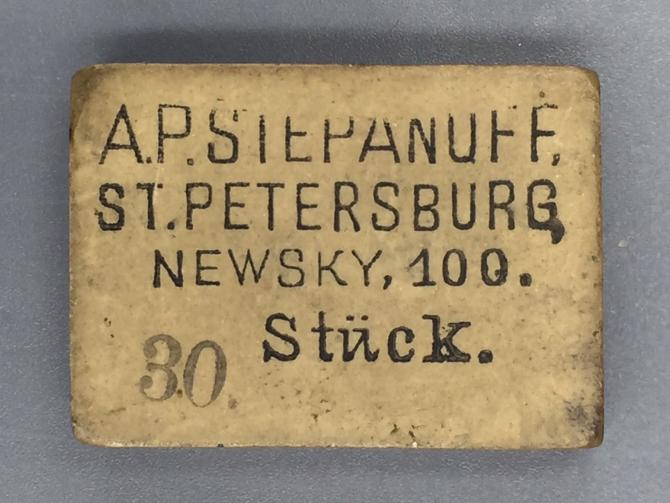 A.P. STEPANUFF,
ST. PETERSBURG,
NEWSKY, 100.
Stück.
30.